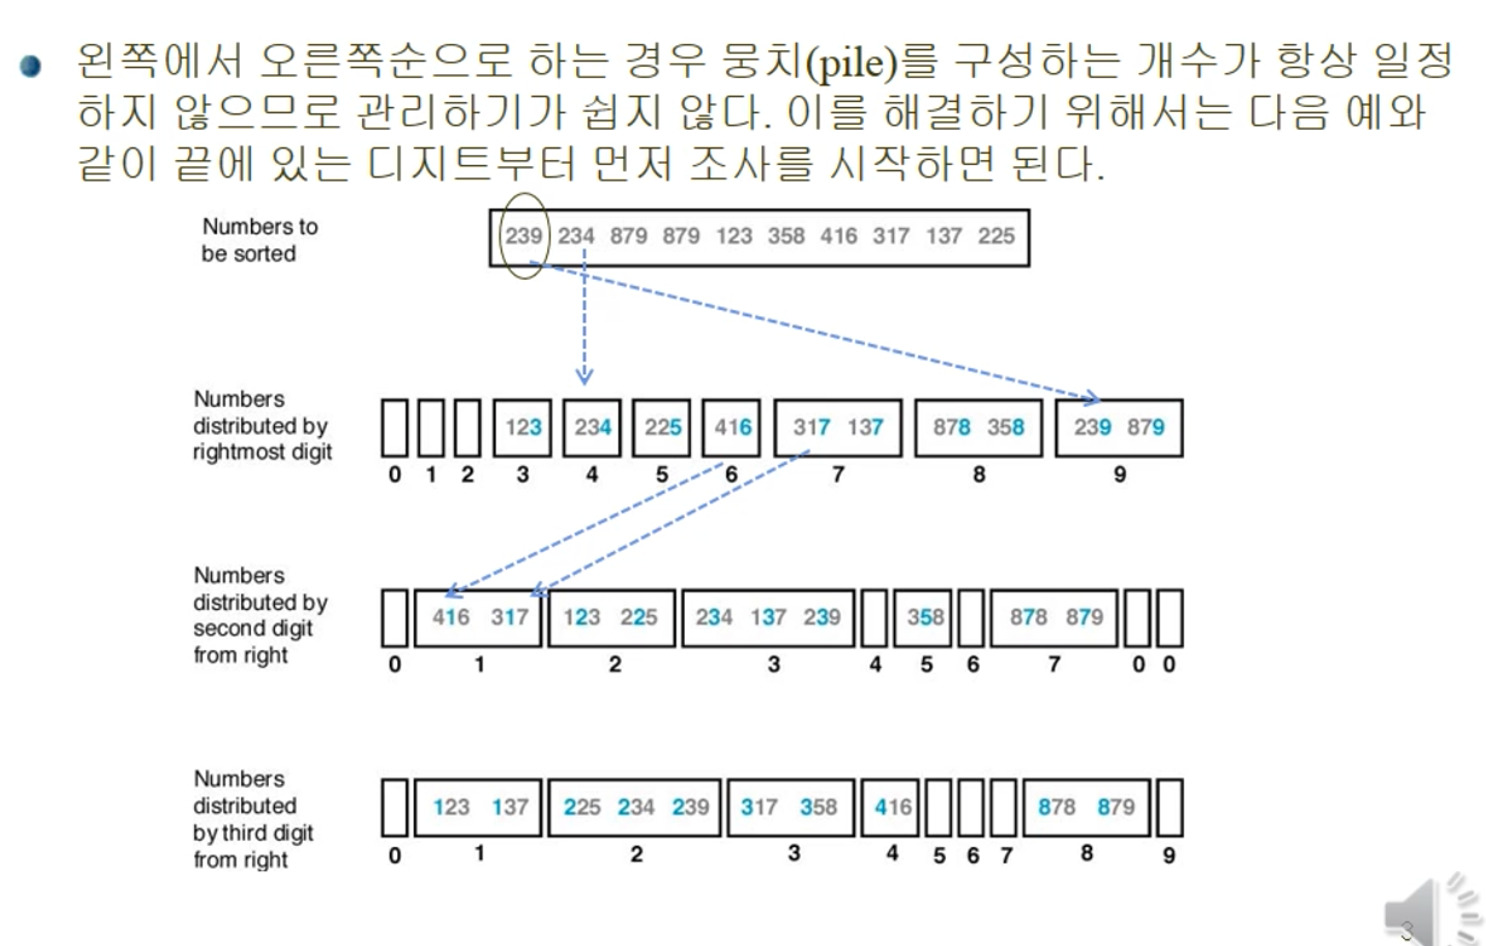 왼쪽에서 오른쪽순으로 하는 경우 뭉치(pile)를 구성하는 개수가 항상 일정
하지 않으므로 관리하기가 쉽지 않다. 이를 해결하기 위해서는 다음 예와
같이 끝에 있는 디지트부터 먼저 조사를 시작하면 된다.
Numbers to
be sorted
239 234 879 879 123 358 416 317 137 225
Numbers
distributed by
rightmost digit
123 234 225 416 317 137 878 358 239 879
0 1 2 3 4 5 6 7 8 9
Numbers
distributed by
second digit
from right
416 317 123 225 234 137 239 358 878 879
0 1 2 3 4 5 6 7 0 0
Numbers
distributed
by third digit
from right
123 137 225 234 239 317 358 416 878 879
0 1 2 3 4 5 6 7 8 9
3